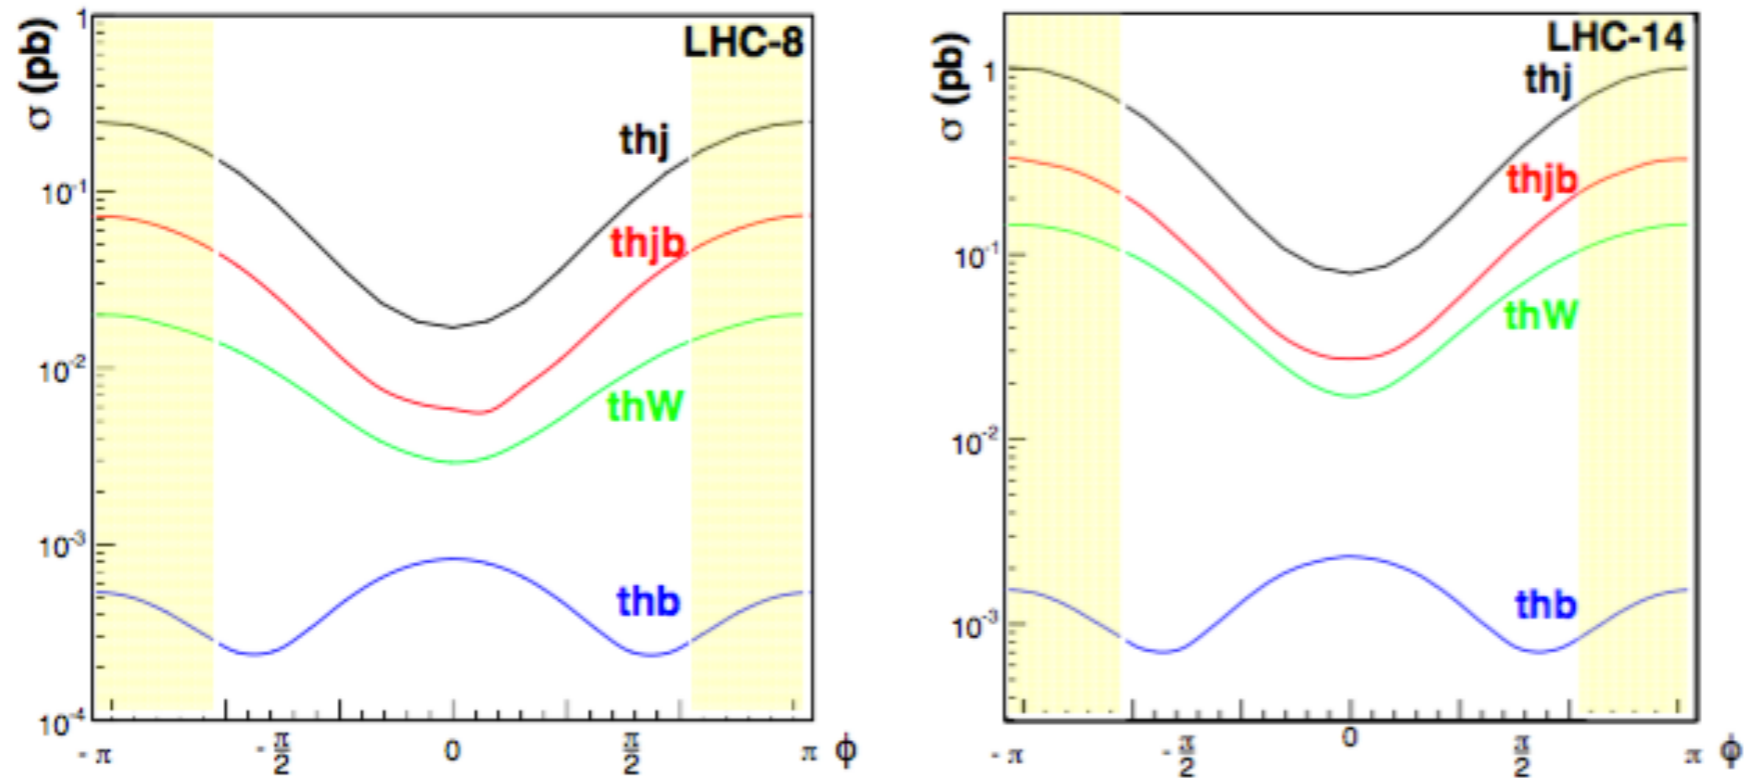 LHC-8
σ (pb)
1
10⁻¹
10⁻²
10⁻³
10⁻⁴
thj
thjb
thW
thb
-π
-π/2
0
π/2
π ϕ
LHC-14
σ (pb)
1
10⁻¹
10⁻²
10⁻³
thj
thjb
thW
thb
-π
-π/2
0
π/2
π ϕ